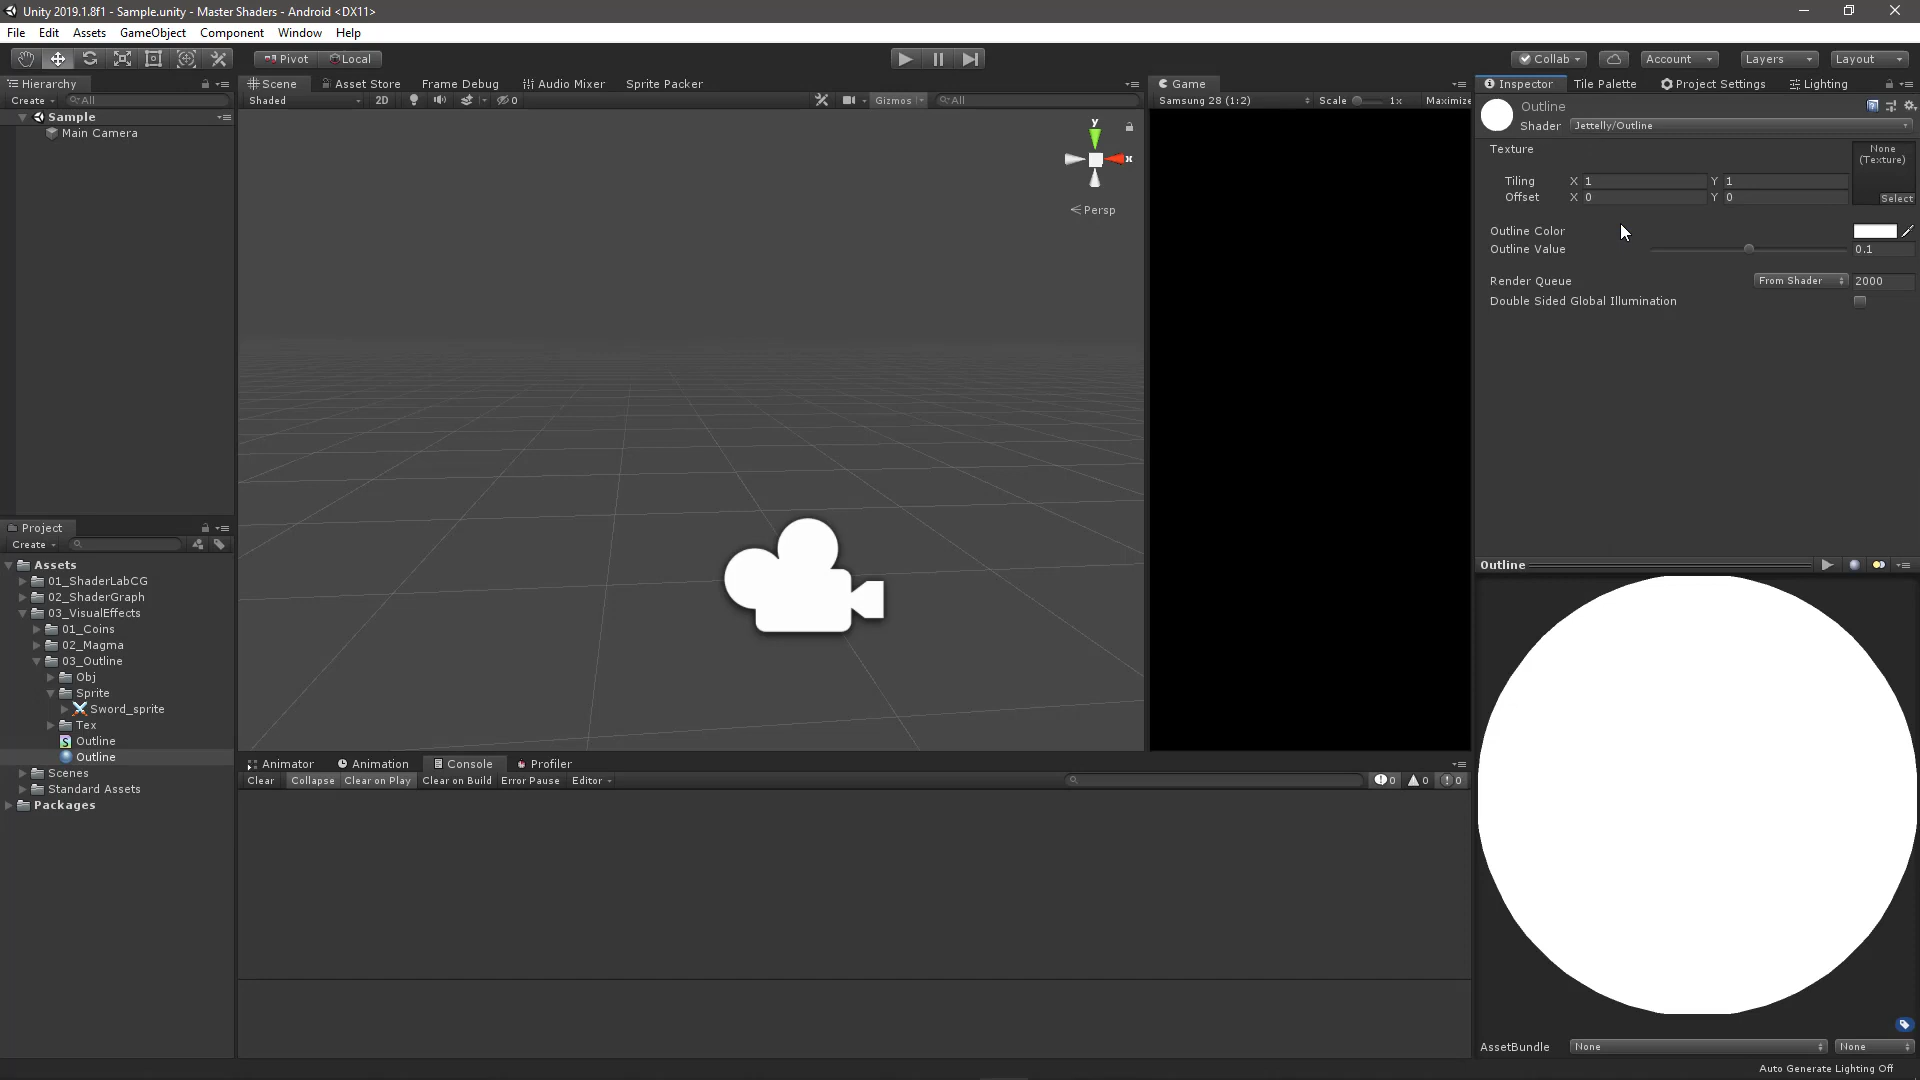 Unity 2019.1.8f1 - Sample.unity - Master Shaders - Android <DX11>
File Edit Assets GameObject Component Window Help
Pivot Local Collab Account Layers Layout
Hierarchy
Create All
Sample
Main Camera
Scene Asset Store Frame Debug Audio Mixer Sprite Packer
Shaded 2D 0 Gizmos All
y
x
Persp
Game
Samsung 28 (1:2) Scale 1x Maximize
Inspector Tile Palette Project Settings Lighting
Outline
Shader Jettelly/Outline
Texture
None
(Texture)
Tiling X 1 Y 1
Offset X 0 Y 0
Select
Outline Color
Outline Value 0.1
Render Queue From Shader 2000
Double Sided Global Illumination
Project
Create
Assets
01_ShaderLabCG
02_ShaderGraph
03_VisualEffects
01_Coins
02_Magma
03_Outline
Obj
Sprite
Sword_sprite
Tex
Outline
Outline
Scenes
Standard Assets
Packages
Animator Animation Console Profiler
Clear Collapse Clear on Play Clear on Build Error Pause Editor 0 0 0
Outline
AssetBundle None None
Auto Generate Lighting Off